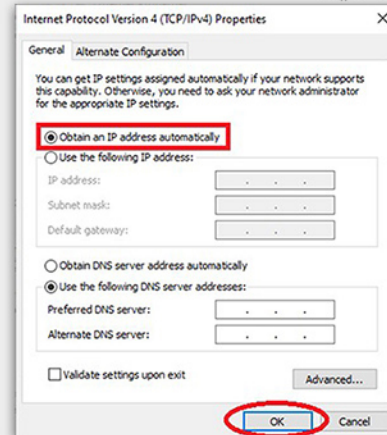 Internet Protocol Version 4 (TCP/IPv4) Properties
General
Alternate Configuration
You can get IP settings assigned automatically if your network supports
this capability. Otherwise, you need to ask your network administrator
for the appropriate IP settings.
Obtain an IP address automatically
Use the following IP address:
IP address:
Subnet mask:
Default gateway:
Obtain DNS server address automatically
Use the following DNS server addresses:
Preferred DNS server:
Alternate DNS server:
Validate settings upon exit
Advanced...
OK
Cancel